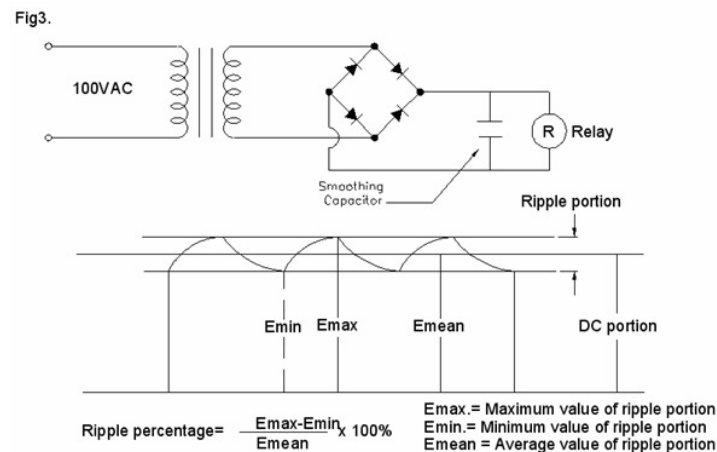 Fig3.
100VAC
R
Relay
Smoothing
Capacitor
Ripple portion
Emin
Emax
Emean
DC portion
Ripple percentage= Emax-Emin/Emean x 100%
Emax.= Maximum value of ripple portion
Emin.= Minimum value of ripple portion
Emean = Average value of ripple portion